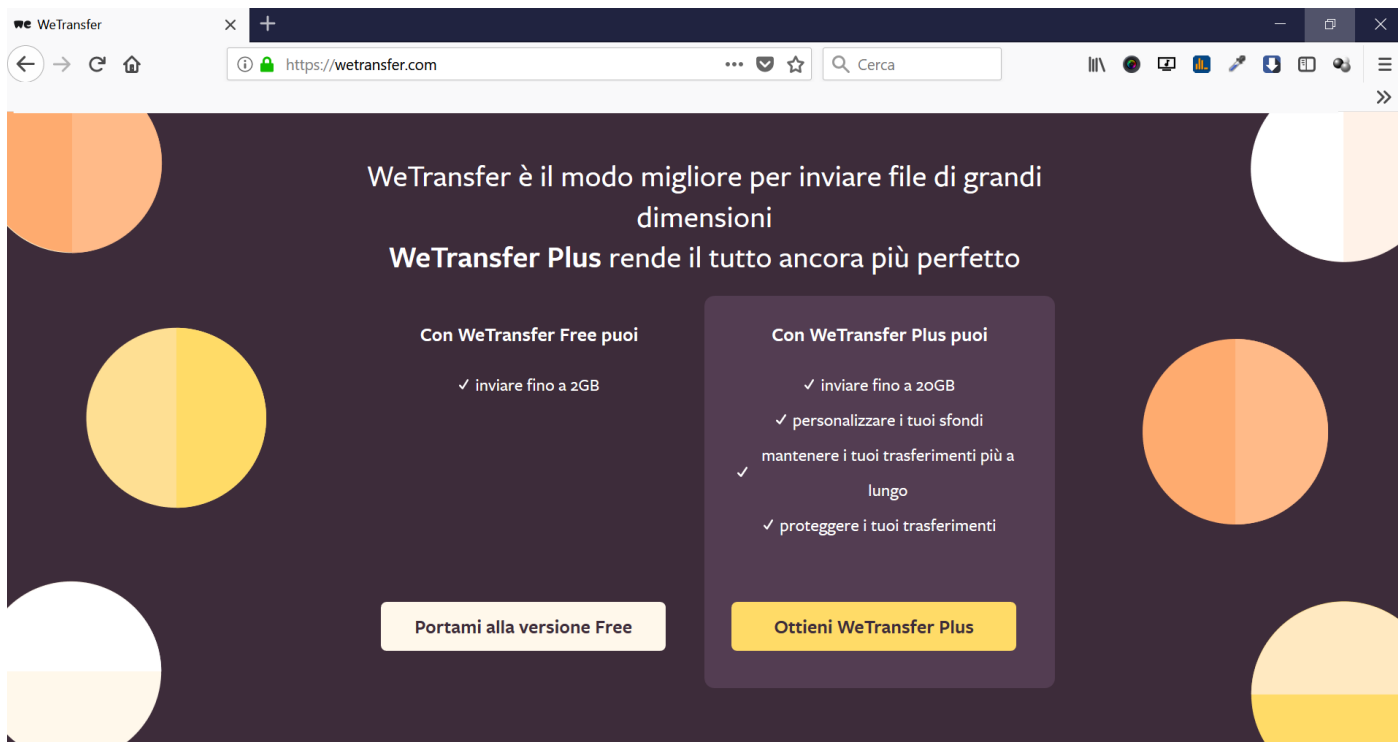 we WeTransfer
https://wetransfer.com
Cerca
WeTransfer è il modo migliore per inviare file di grandi
dimensioni
WeTransfer Plus rende il tutto ancora più perfetto
Con WeTransfer Free puoi
✓ inviare fino a 2GB
Con WeTransfer Plus puoi
✓ inviare fino a 20GB
✓ personalizzare i tuoi sfondi
✓ mantenere i tuoi trasferimenti più a
lungo
✓ proteggere i tuoi trasferimenti
Portami alla versione Free
Ottieni WeTransfer Plus